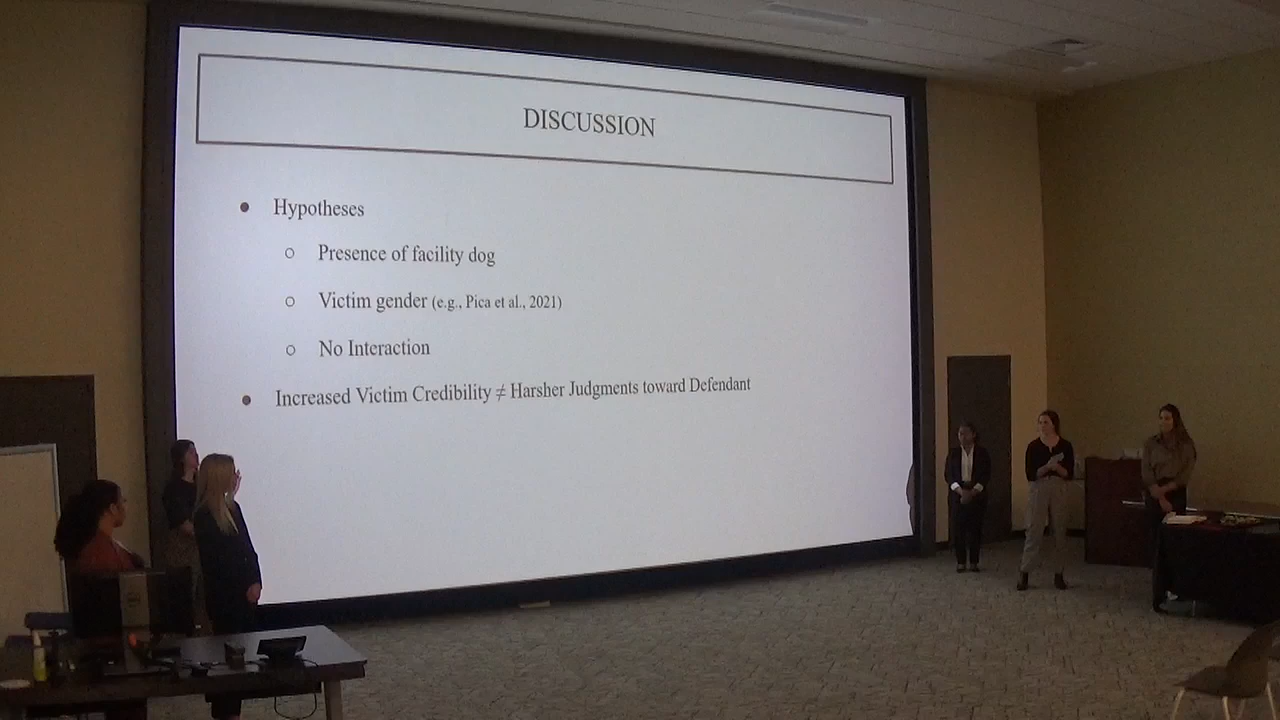 DISCUSSION
Hypotheses
Presence of facility dog
Victim gender (e.g., Pica et al., 2021)
No Interaction
Increased Victim Credibility ≠ Harsher Judgments toward Defendant